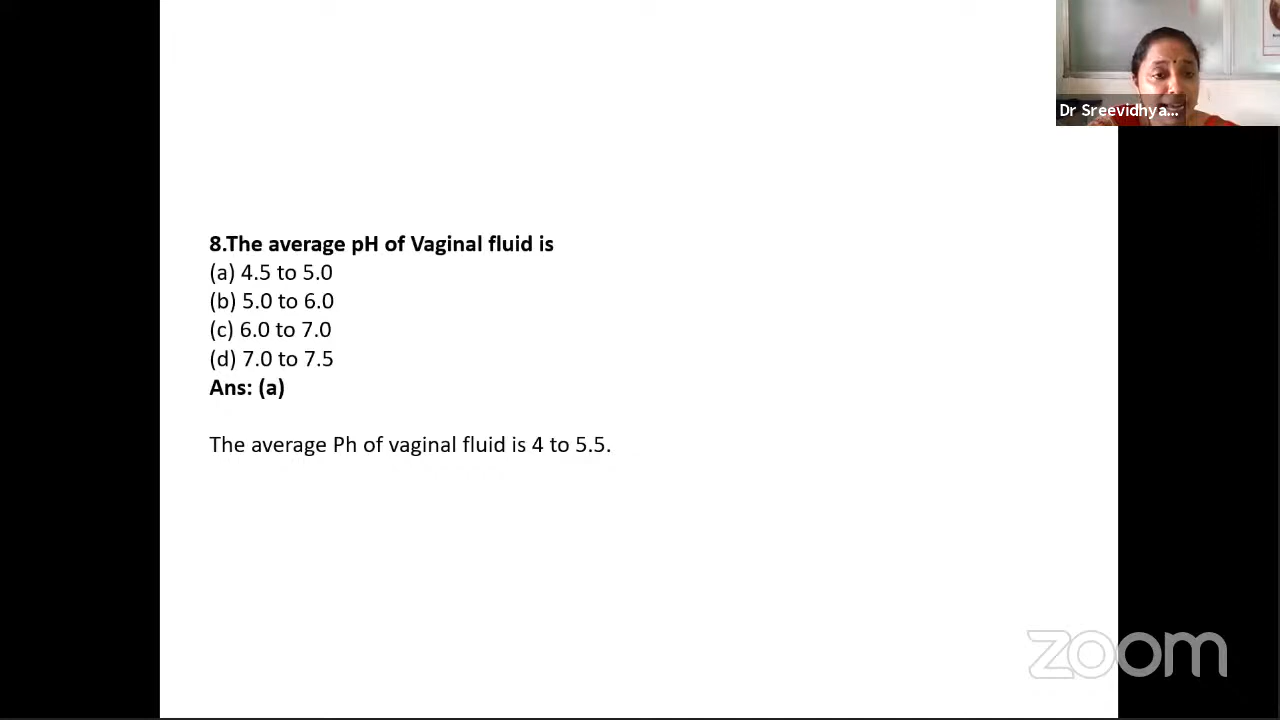 Dr Sreevidhya...
8.The average pH of Vaginal fluid is
(a) 4.5 to 5.0
(b) 5.0 to 6.0
(c) 6.0 to 7.0
(d) 7.0 to 7.5
Ans: (a)
The average Ph of vaginal fluid is 4 to 5.5.
zoom